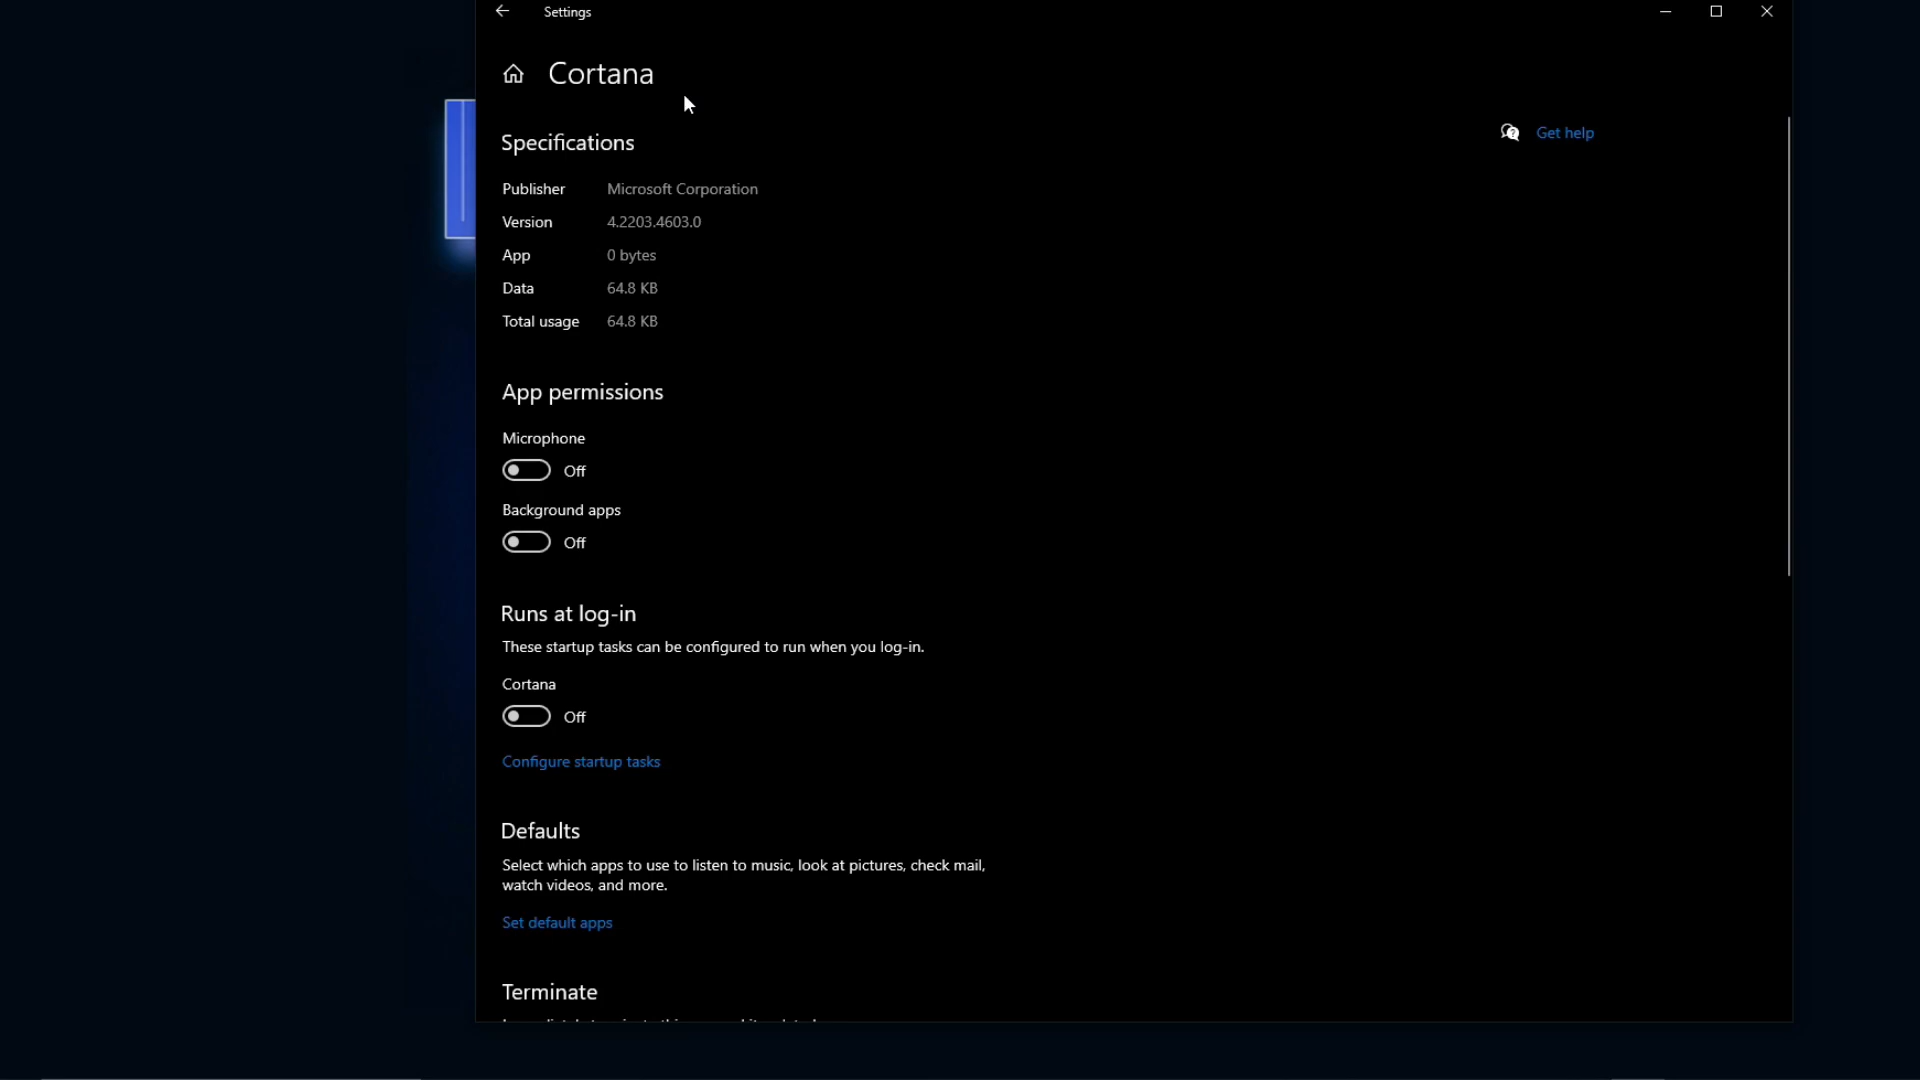 Settings
Cortana
Get help
Specifications
Publisher Microsoft Corporation
Version 4.2203.4603.0
App 0 bytes
Data 64.8 KB
Total usage 64.8 KB
App permissions
Microphone
Off
Background apps
Off
Runs at log-in
These startup tasks can be configured to run when you log-in.
Cortana
Off
Configure startup tasks
Defaults
Select which apps to use to listen to music, look at pictures, check mail,
watch videos, and more.
Set default apps
Terminate